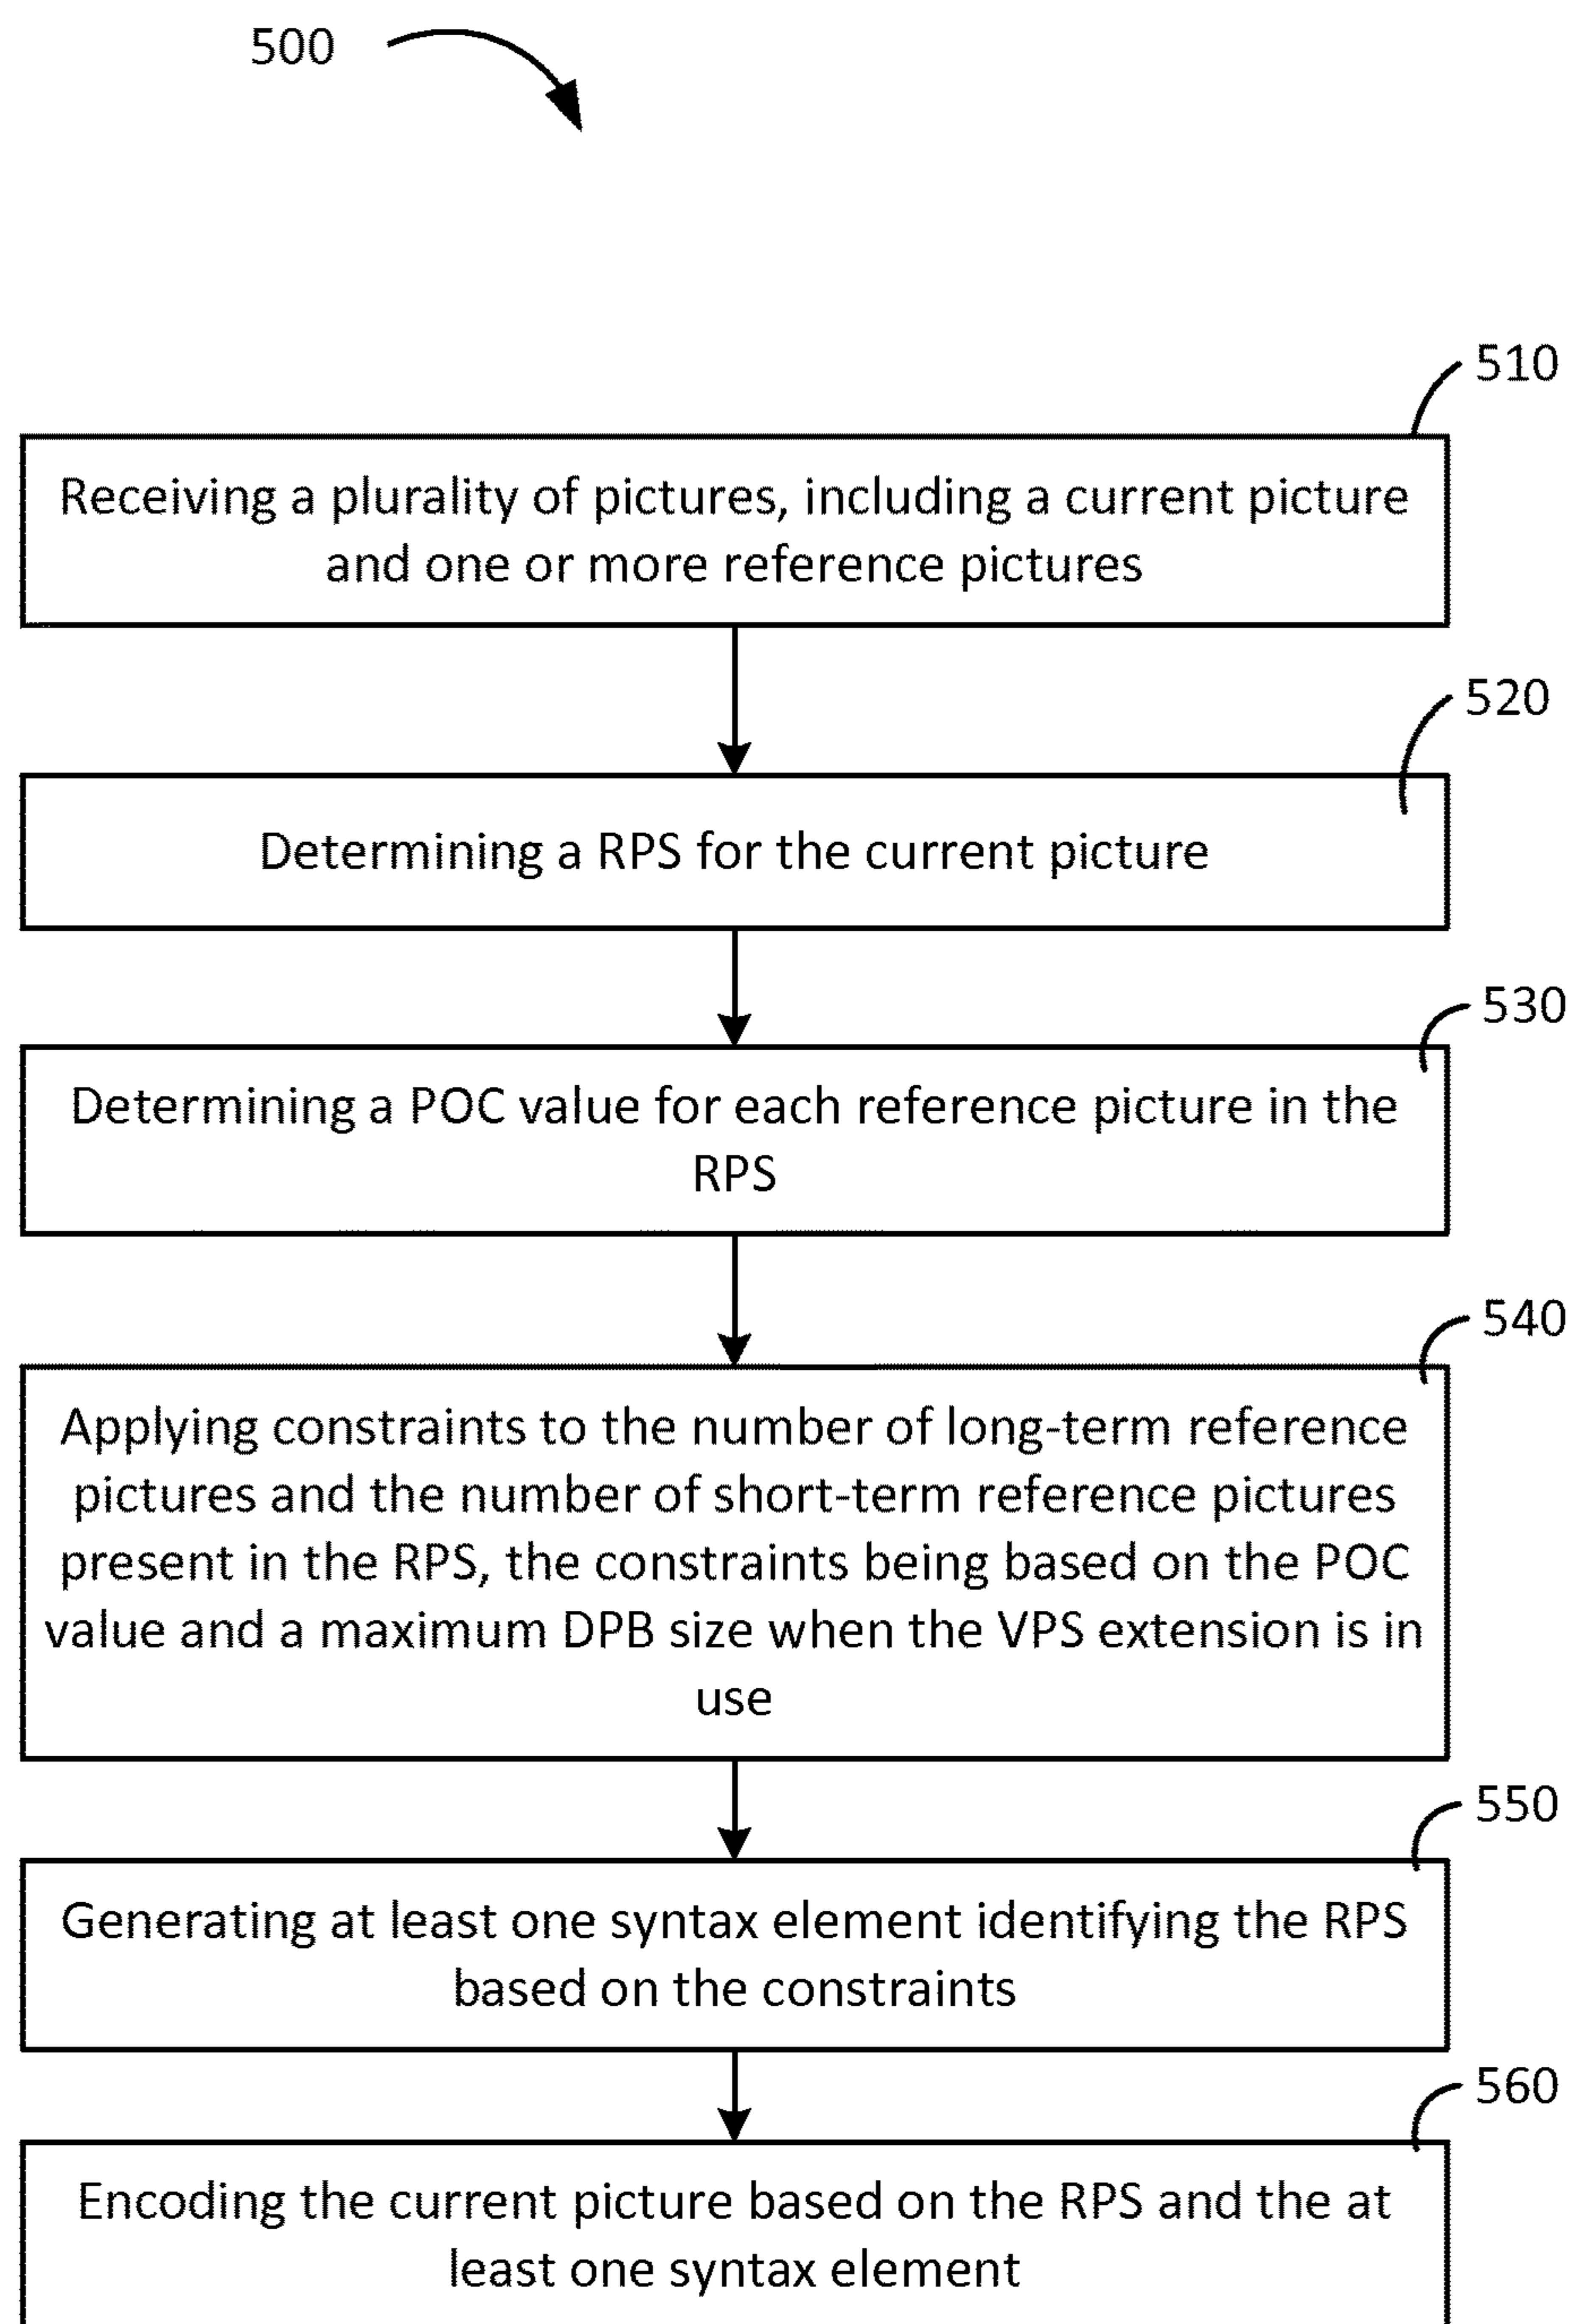 500
510
Receiving a plurality of pictures, including a current picture
and one or more reference pictures
520
Determining a RPS for the current picture
530
Determining a POC value for each reference picture in the
RPS
540
Applying constraints to the number of long-term reference
pictures and the number of short-term reference pictures
present in the RPS, the constraints being based on the POC
value and a maximum DPB size when the VPS extension is in
use
550
Generating at least one syntax element identifying the RPS
based on the constraints
560
Encoding the current picture based on the RPS and the at
least one syntax element